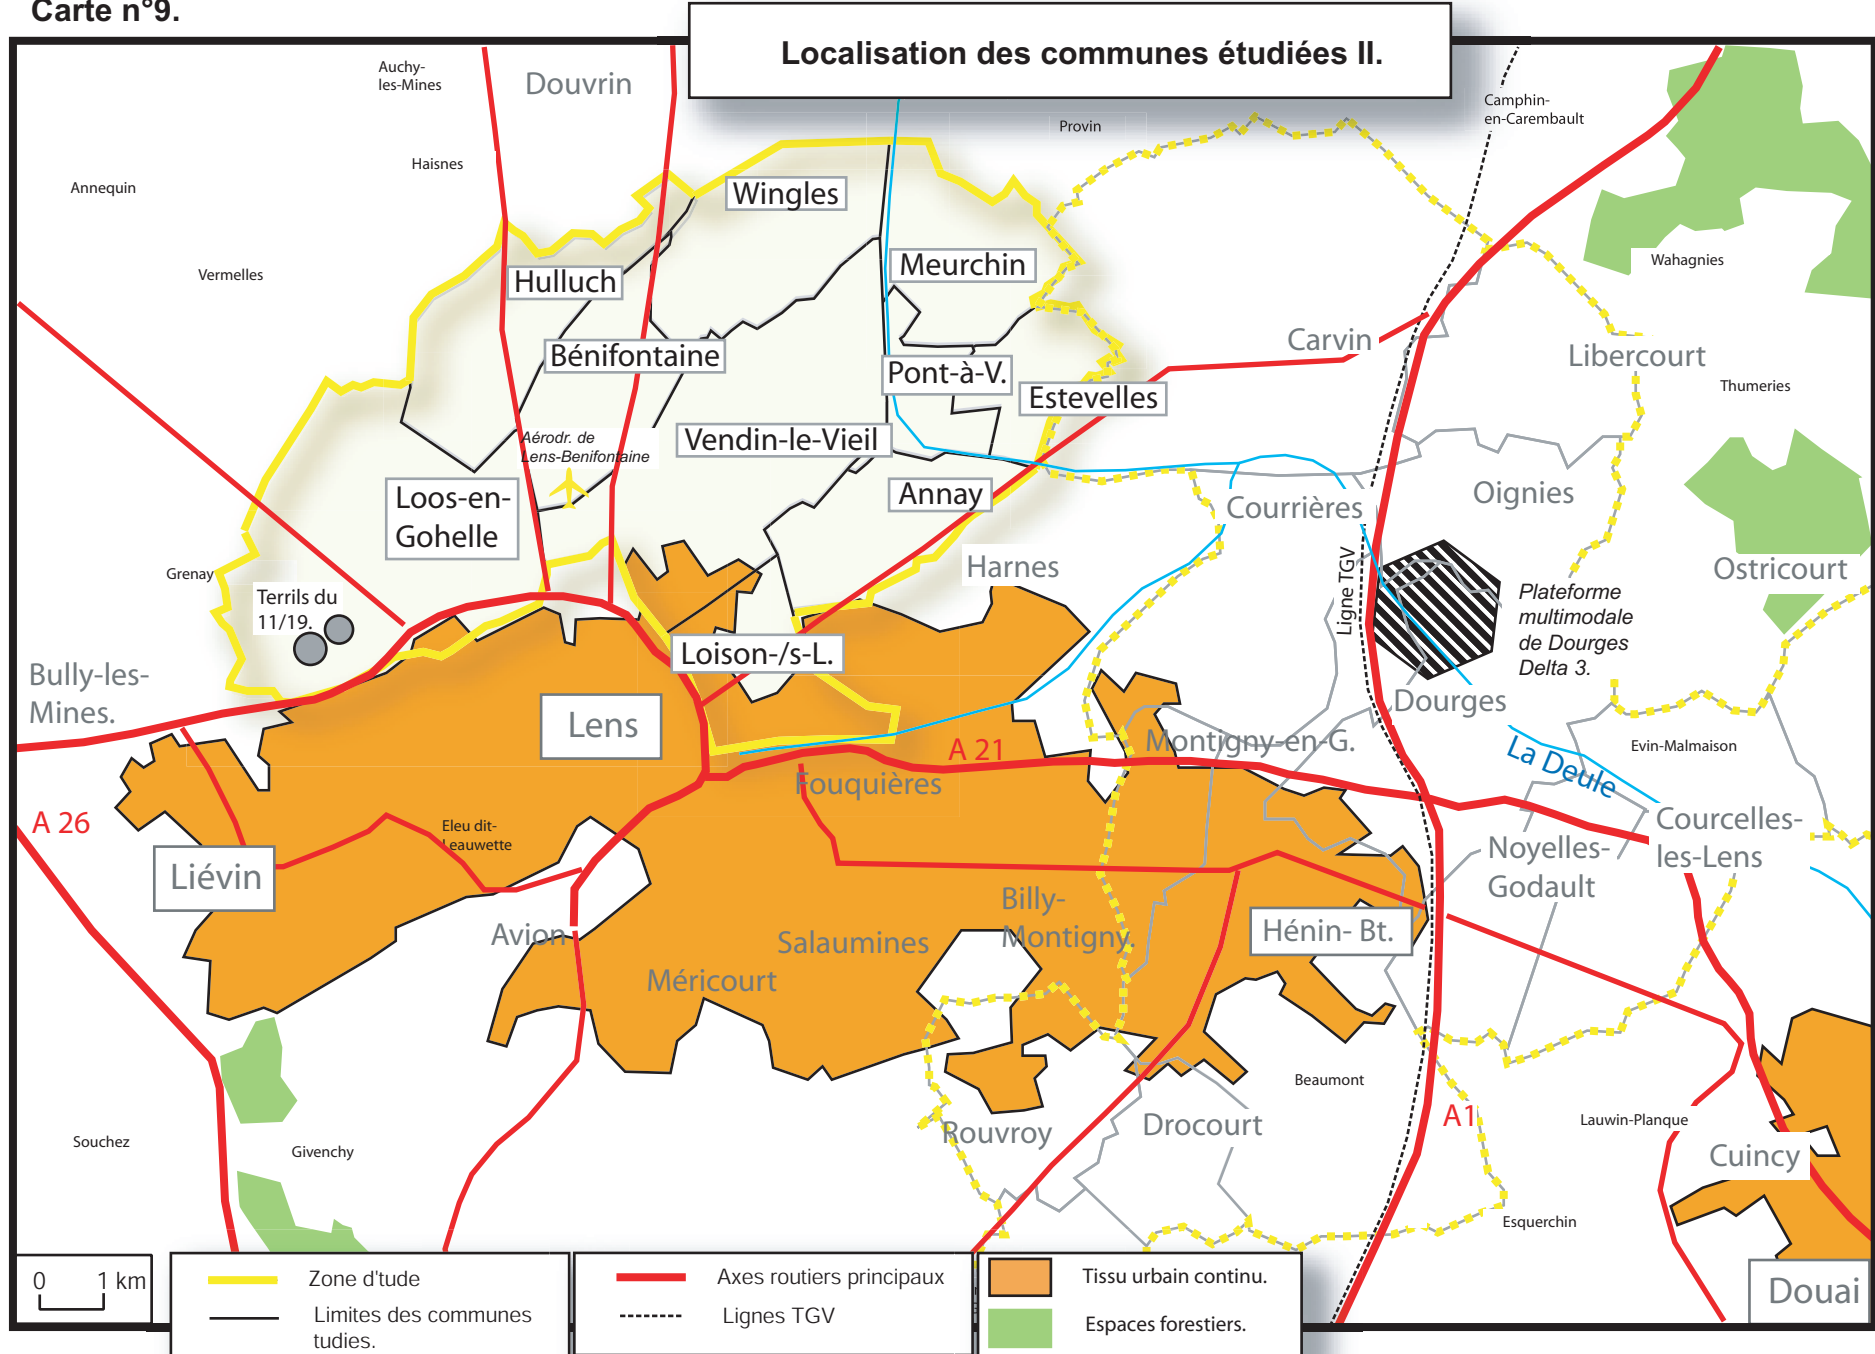 Carte n°9.
Localisation des communes étudiées II.
Auchy-
les-Mines
Douvrin
Camphin-
en-Carembault
Provin
Haisnes
Annequin
Wingles
Vermelles
Hulluch
Meurchin
Wahagnies
Carvin
Bénifontaine
Libercourt
Pont-à-V.
Thumeries
Estevelles
Aérodr. de
Lens-Benifontaine
Vendin-le-Vieil
Loos-en-
Gohelle
Annay
Oignies
Courrières
Harnes
Grenay
Ostricourt
Ligne TGV
Terrils du
11/19.
Plateforme
multimodale
de Dourges
Delta 3.
Loison-/s-L.
Bully-les-
Mines.
Dourges
Lens
A 21
Montigny-en-G.
La Deule
Evin-Malmaison
Fouquières
A 26
Eleu dit-
Leauwette
Courcelles-
les-Lens
Noyelles-
Godault
Liévin
Billy-
Montigny.
Hénin- Bt.
Avion
Salaumines
Méricourt
Beaumont
A1
Lauwin-Planque
Souchez
Givenchy
Rouvroy
Drocourt
Cuincy
Esquerchin
Douai
0 1 km
Zone d'tude
Limites des communes
tudies.
Axes routiers principaux
Lignes TGV
Tissu urbain continu.
Espaces forestiers.